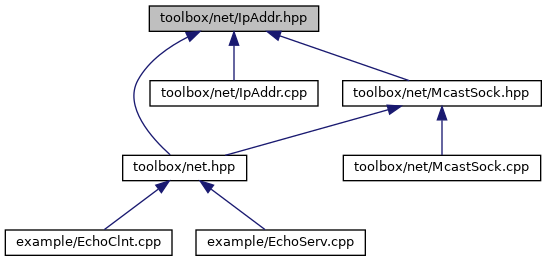 toolbox/net/IpAddr.hpp
toolbox/net/IpAddr.cpp
toolbox/net/McastSock.hpp
toolbox/net.hpp
toolbox/net/McastSock.cpp
example/EchoClnt.cpp
example/EchoServ.cpp